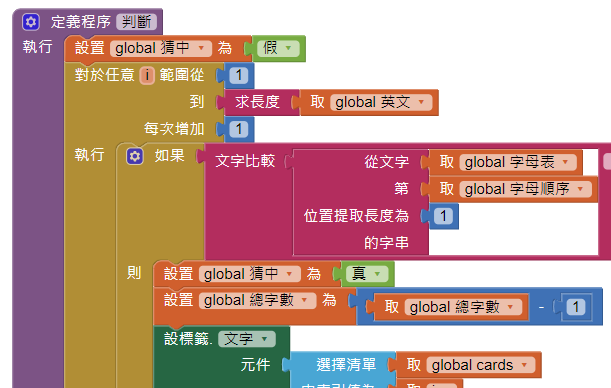 定義程序 判斷
執行 設置 global 猜中 為 假
對於任意 i 範圍從 1
到 求長度 取 global 英文
每次增加 1
執行 如果 文字比較 從文字 取 global 字母表
第 取 global 字母順序
位置提取長度為 1
的字串
則 設置 global 猜中 為 真
設置 global 總字數 為 取 global 總字數 - 1
設標籤. 文字
元件 選擇清單 取 global cards